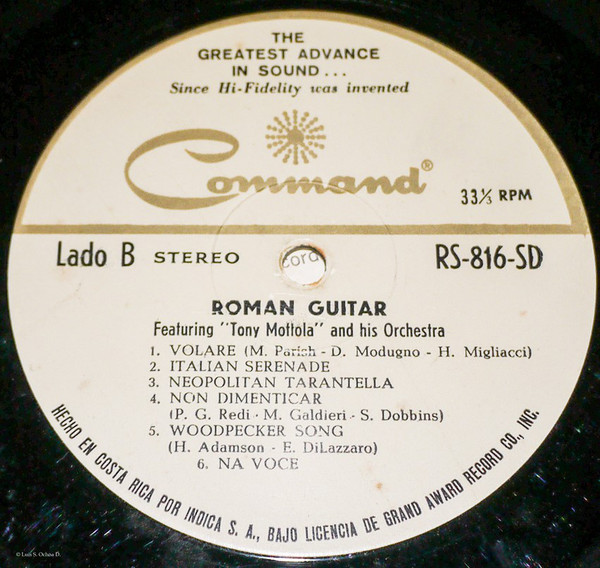 THE
GREATEST ADVANCE
IN SOUND...
Since Hi-Fidelity was invented
Command®
33⅓ RPM
Lado B STEREO
RS-816-SD
cord
ROMAN GUITAR
Featuring "Tony Mottola" and his Orchestra
1. VOLARE (M. Parish - D. Modugno - H. Migliacci)
2. ITALIAN SERENADE
3. NEOPOLITAN TARANTELLA
4. NON DIMENTICAR
(P. G. Redi - M. Galdieri - S. Dobbins)
5. WOODPECKER SONG
(H. Adamson - E. DiLazzaro)
6. NA VOCE
HECHO EN COSTA RICA POR INDICA S. A., BAJO LICENCIA DE GRAND AWARD RECORD CO., INC.
© Luis S. Ochoa D.